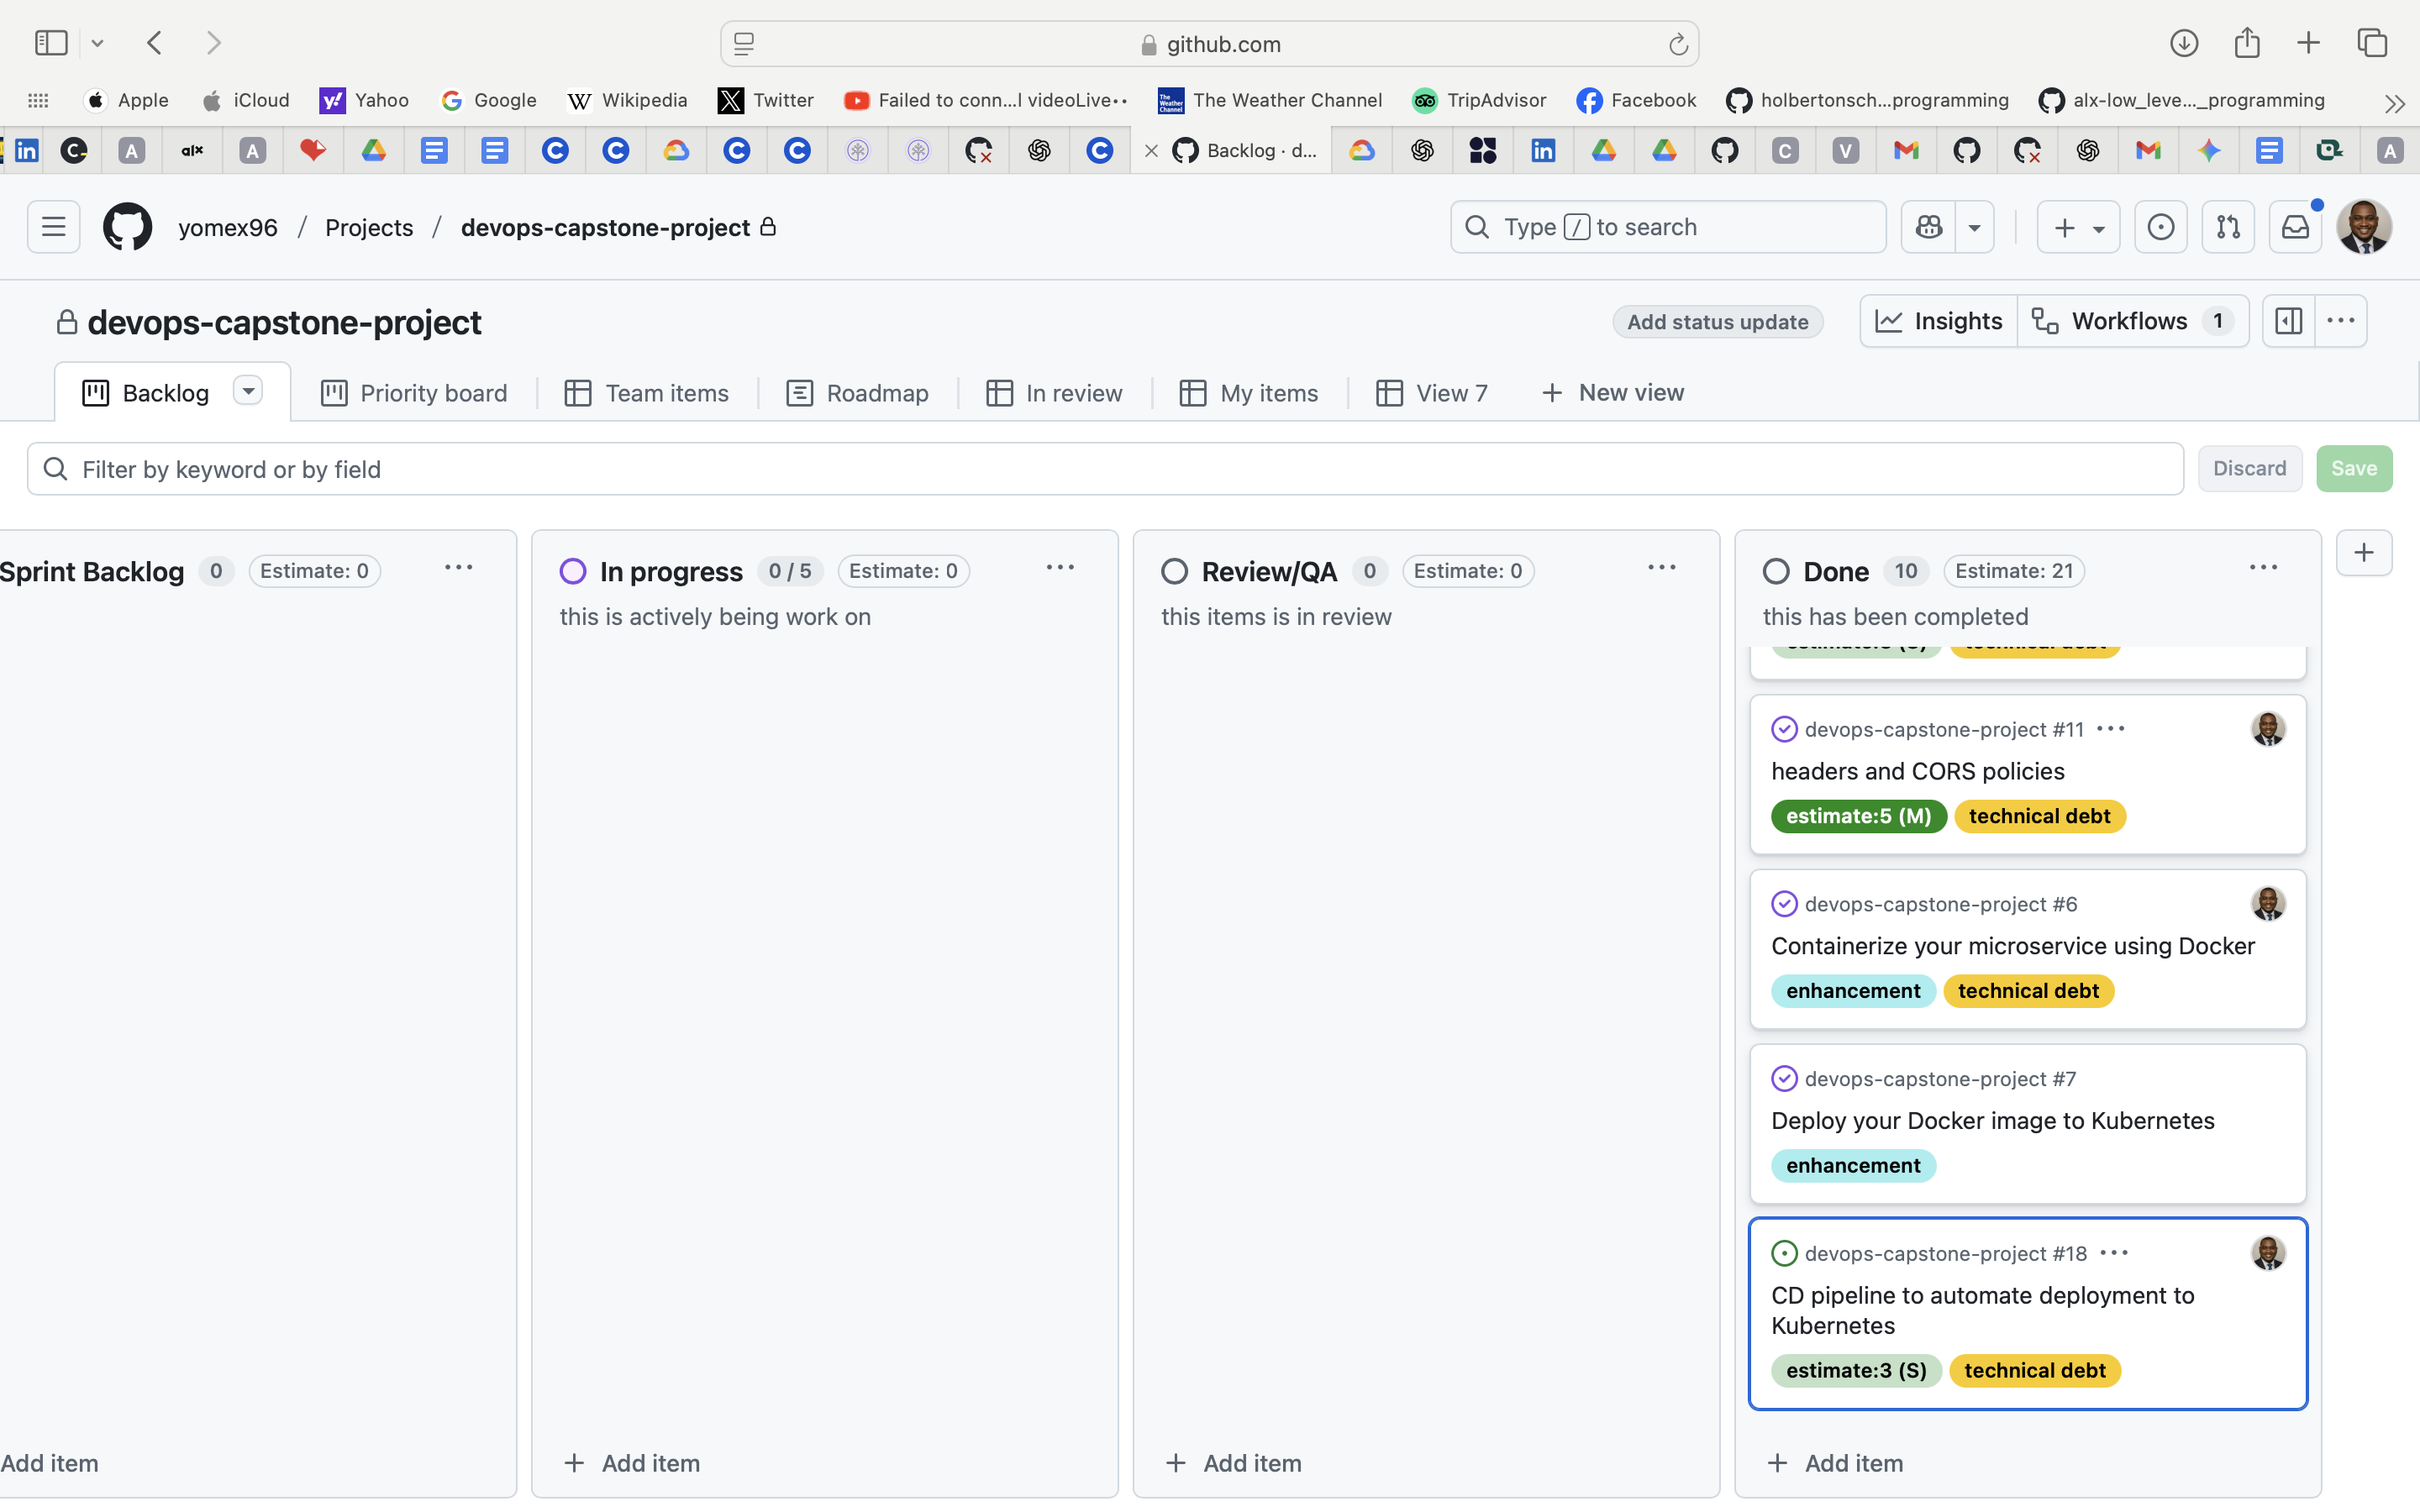 github.com
Apple
iCloud
Yahoo
Google
Wikipedia
Twitter
Failed to conn...l videoLive··
The Weather Channel
TripAdvisor
Facebook
holbertonsch...programming
alx-low_leve..._programming
Backlog · d...
yomex96 / Projects / devops-capstone-project
Type / to search
devops-capstone-project
Add status update
Insights
Workflows 1
Backlog
Priority board
Team items
Roadmap
In review
My items
View 7
+ New view
Filter by keyword or by field
Discard
Save
Sprint Backlog 0 Estimate: 0
Add item
In progress 0 / 5 Estimate: 0
this is actively being work on
+ Add item
Review/QA 0 Estimate: 0
this items is in review
+ Add item
Done 10 Estimate: 21
this has been completed
devops-capstone-project #11
headers and CORS policies
estimate:5 (M) technical debt
devops-capstone-project #6
Containerize your microservice using Docker
enhancement technical debt
devops-capstone-project #7
Deploy your Docker image to Kubernetes
enhancement
devops-capstone-project #18
CD pipeline to automate deployment to
Kubernetes
estimate:3 (S) technical debt
+ Add item